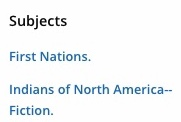 Subjects
First Nations.
Indians of North America--
Fiction.